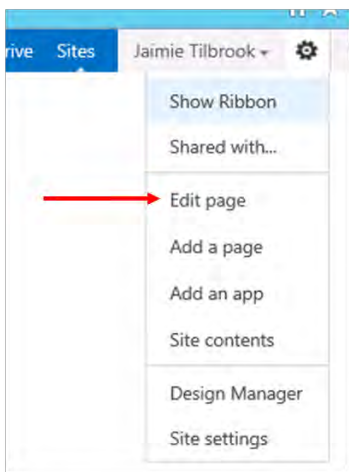 rive Sites Jaimie Tilbrook
Show Ribbon
Shared with...
Edit page
Add a page
Add an app
Site contents
Design Manager
Site settings